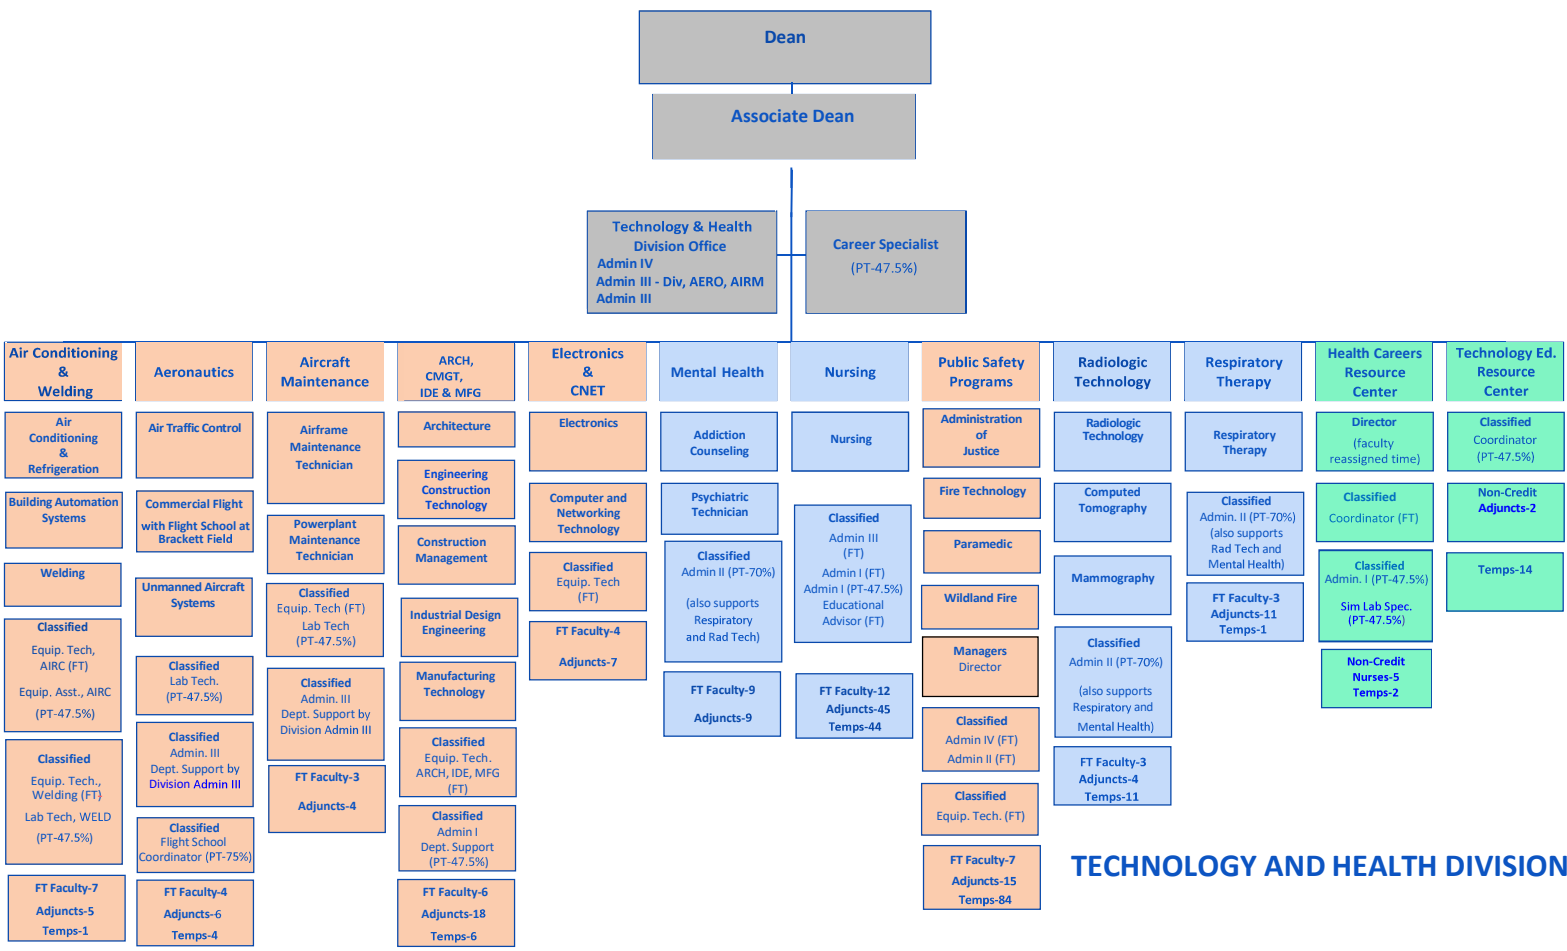 Dean
Associate Dean
Technology & Health
Division Office
Admin IV
Admin III - Div, AERO, AIRM
Admin III
Career Specialist
(PT-47.5%)
Air Conditioning
&
Welding
Air
Conditioning
&
Refrigeration
Building Automation
Systems
Welding
Classified
Equip. Tech,
AIRC (FT)
Equip. Asst., AIRC
(PT-47.5%)
Classified
Equip. Tech.,
Welding (FT)
Lab Tech, WELD
(PT-47.5%)
FT Faculty-7
Adjuncts-5
Temps-1
Aeronautics
Air Traffic Control
Commercial Flight
with Flight School at
Brackett Field
Unmanned Aircraft
Systems
Classified
Lab Tech.
(PT-47.5%)
Classified
Admin. III
Dept. Support by
Division Admin III
Classified
Flight School
Coordinator (PT-75%)
FT Faculty-4
Adjuncts-6
Temps-4
Aircraft
Maintenance
Airframe
Maintenance
Technician
Powerplant
Maintenance
Technician
Classified
Equip. Tech (FT)
Lab Tech
(PT-47.5%)
Classified
Admin. III
Dept. Support by
Division Admin III
FT Faculty-3
Adjuncts-4
ARCH,
CMGT,
IDE & MFG
Architecture
Engineering
Construction
Technology
Construction
Management
Industrial Design
Engineering
Manufacturing
Technology
Classified
Equip. Tech.
ARCH, IDE, MFG
(FT)
Classified
Admin I
Dept. Support
(PT-47.5%)
FT Faculty-6
Adjuncts-18
Temps-6
Electronics
&
CNET
Electronics
Computer and
Networking
Technology
Classified
Equip. Tech
(FT)
FT Faculty-4
Adjuncts-7
Mental Health
Addiction
Counseling
Psychiatric
Technician
Classified
Admin II (PT-70%)
(also supports
Respiratory
and Rad Tech)
FT Faculty-9
Adjuncts-9
Nursing
Nursing
Classified
Admin III
(FT)
Admin I (FT)
Admin I (PT-47.5%)
Educational
Advisor (FT)
FT Faculty-12
Adjuncts-45
Temps-44
Public Safety
Programs
Administration
of
Justice
Fire Technology
Paramedic
Wildland Fire
Managers
Director
Classified
Admin IV (FT)
Admin II (FT)
Classified
Equip. Tech. (FT)
FT Faculty-7
Adjuncts-15
Temps-84
Radiologic
Technology
Radiologic
Technology
Computed
Tomography
Mammography
Classified
Admin II (PT-70%)
(also supports
Respiratory and
Mental Health)
FT Faculty-3
Adjuncts-4
Temps-11
Respiratory
Therapy
Respiratory
Therapy
Classified
Admin. II (PT-70%)
(also supports
Rad Tech and
Mental Health)
FT Faculty-3
Adjuncts-11
Temps-1
Health Careers
Resource
Center
Director
(faculty
reassigned time)
Classified
Coordinator (FT)
Classified
Admin. I (PT-47.5%)
Sim Lab Spec.
(PT-47.5%)
Non-Credit
Nurses-5
Temps-2
Technology Ed.
Resource
Center
Classified
Coordinator
(PT-47.5%)
Non-Credit
Adjuncts-2
Temps-14
TECHNOLOGY AND HEALTH DIVISION